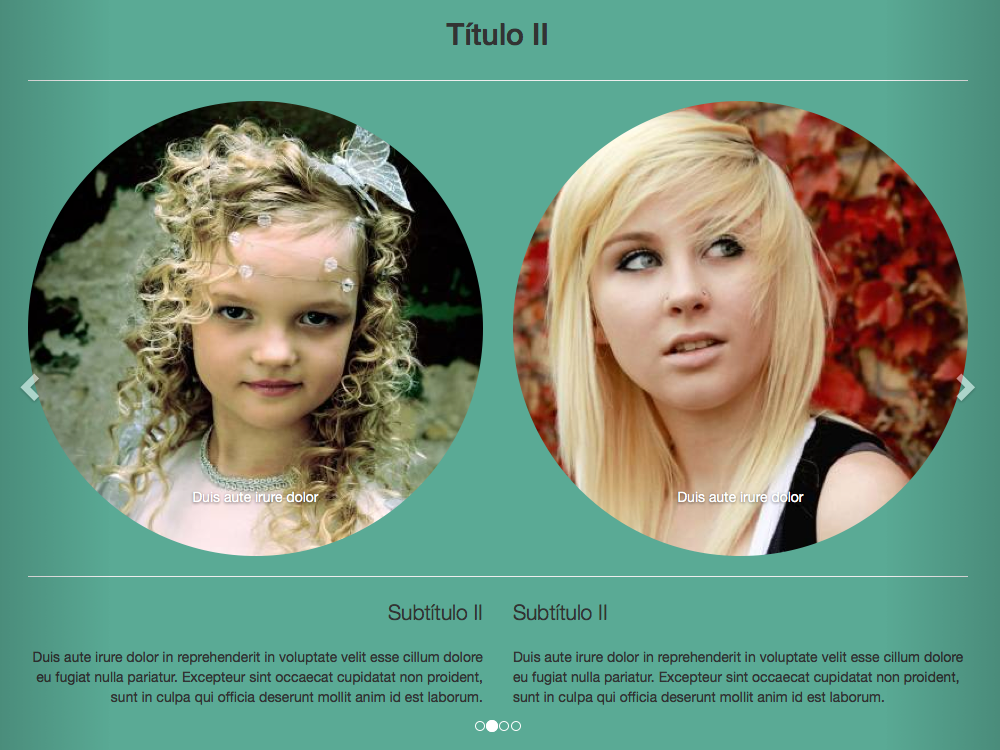 Título II
Duis aute irure dolor
Duis aute irure dolor
Subtítulo II
Duis aute irure dolor in reprehenderit in voluptate velit esse cillum dolore
eu fugiat nulla pariatur. Excepteur sint occaecat cupidatat non proident,
sunt in culpa qui officia deserunt mollit anim id est laborum.
Subtítulo II
Duis aute irure dolor in reprehenderit in voluptate velit esse cillum dolore
eu fugiat nulla pariatur. Excepteur sint occaecat cupidatat non proident,
sunt in culpa qui officia deserunt mollit anim id est laborum.